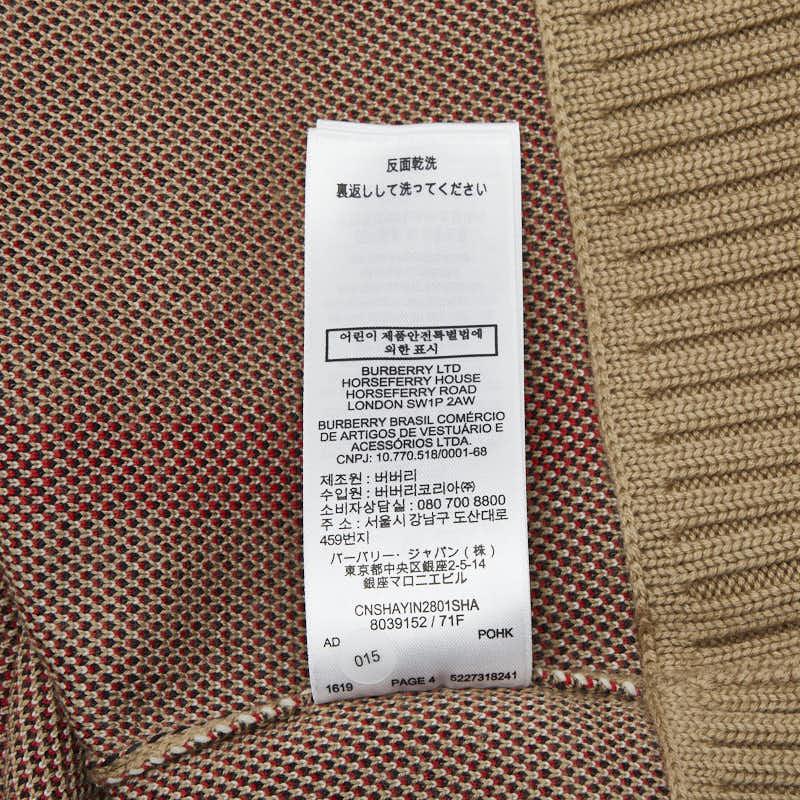 反面乾洗
裏返しして洗ってください
어린이 제품안전특별법에
의한 표시
BURBERRY LTD
HORSEFERRY HOUSE
HORSEFERRY ROAD
LONDON SW1P 2AW
BURBERRY BRASIL COMÉRCIO
DE ARTIGOS DE VESTUÁRIO E
ACESSÓRIOS LTDA.
CNPJ: 10.770.518/0001-68
제조원 : 버버리
수입원 : 버버리코리아㈜
소비자상담실 : 080 700 8800
주 소 : 서울시 강남구 도산대로
459번지
バーバリー・ジャパン ( 株 )
東京都中央区銀座2-5-14
銀座マロニエビル
CNSHAYIN2801SHA
8039152 / 71F
AD POHK
015
1619 PAGE 4 5227318241